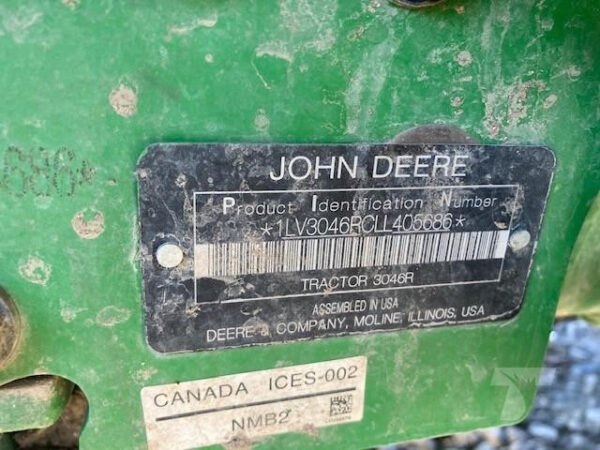 686*
JOHN DEERE
Product Identification Number
*1LV3046RCLL405686*
TRACTOR 3046R
ASSEMBLED IN USA
DEERE & COMPANY, MOLINE, ILLINOIS, USA
CANADA ICES-002
NMB2